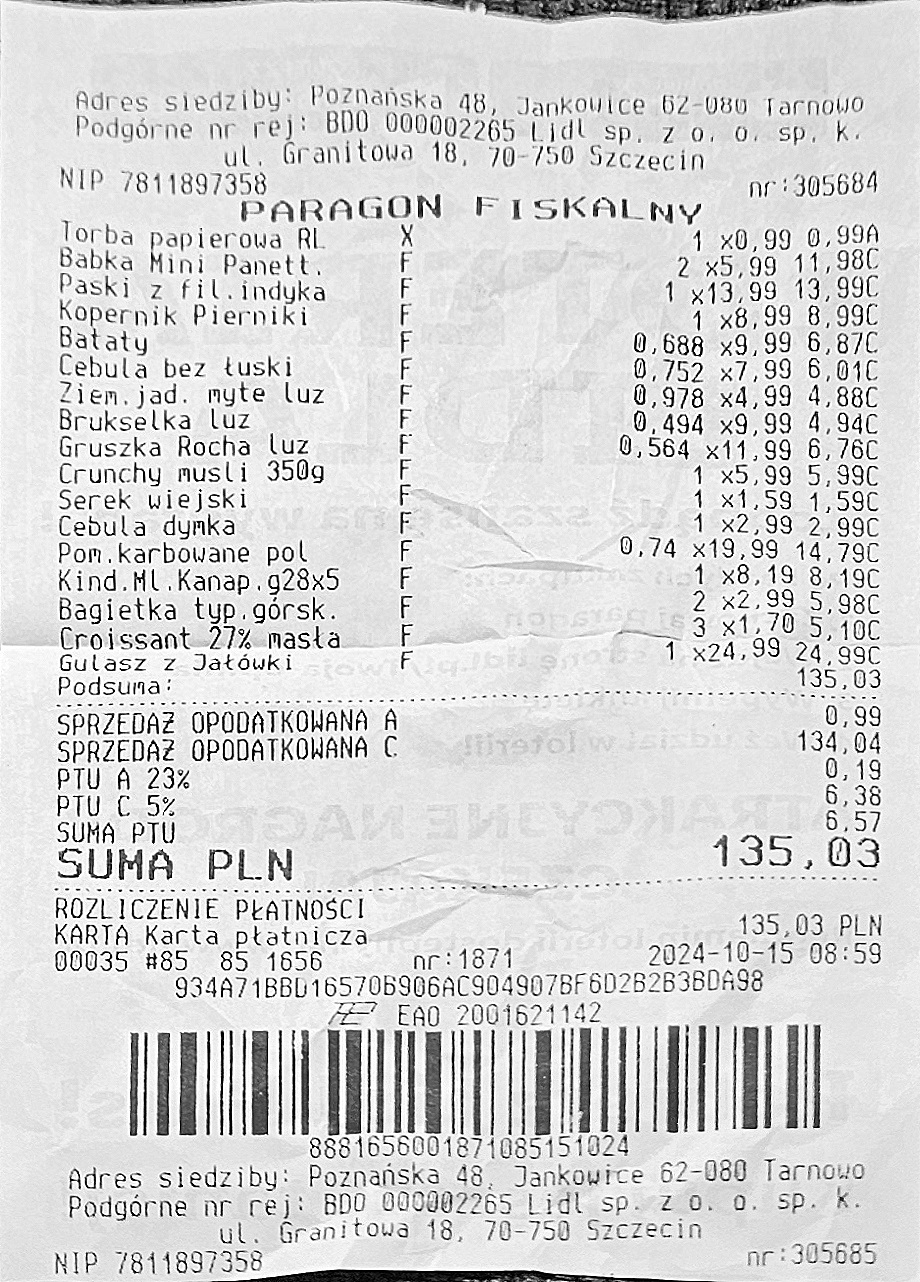 Adres siedziby: Poznańska 48, Jankowice 62-080 Tarnowo
Podgórne nr rej: BDO 000002265 Lidl sp. z o. o. sp. k.
ul. Granitowa 18, 70-750 Szczecin
NIP 7811897358 nr:305684
PARAGON FISKALNY
Torba papierowa RL X 1 x0,99 0,99A
Babka Mini Panett. F 2 x5,99 11,98C
Paski z fil.indyka F 1 x13,99 13,99C
Kopernik Pierniki F 1 x8,99 8,99C
Bataty F 0,688 x9,99 6,87C
Cebula bez łuski F 0,752 x7,99 6,01C
Ziem.jad. myte luz F 0,978 x4,99 4,88C
Brukselka luz F 0,494 x9,99 4,94C
Gruszka Rocha luz F 0,564 x11,99 6,76C
Crunchy musli 350g F 1 x5,99 5,99C
Serek wiejski F 1 x1,59 1,59C
Cebula dymka F 1 x2,99 2,99C
Pom.karbowane pol F 0,74 x19,99 14,79C
Kind.Ml.Kanap.g28x5 F 1 x8,19 8,19C
Bagietka typ.górsk. F 2 x2,99 5,98C
Croissant 27% masła F 3 x1,70 5,10C
Gulasz z Jałówki F 1 x24,99 24,99C
Podsuma: 135,03
SPRZEDAŻ OPODATKOWANA A 0,99
SPRZEDAŻ OPODATKOWANA C 134,04
PTU A 23% 0,19
PTU C 5% 6,38
SUMA PTU 6,57
SUMA PLN 135,03
ROZLICZENIE PŁATNOŚCI
KARTA Karta płatnicza 135,03 PLN
00035 #85 85 1656 nr:1871 2024-10-15 08:59
934A71BBD16570B906AC904907BF6D2B2B3BDA98
EAO 2001621142
88816560018710851​51024
Adres siedziby: Poznańska 48, Jankowice 62-080 Tarnowo
Podgórne nr rej: BDO 000002265 Lidl sp. z o. o. sp. k.
ul. Granitowa 18, 70-750 Szczecin
NIP 7811897358 nr:305685